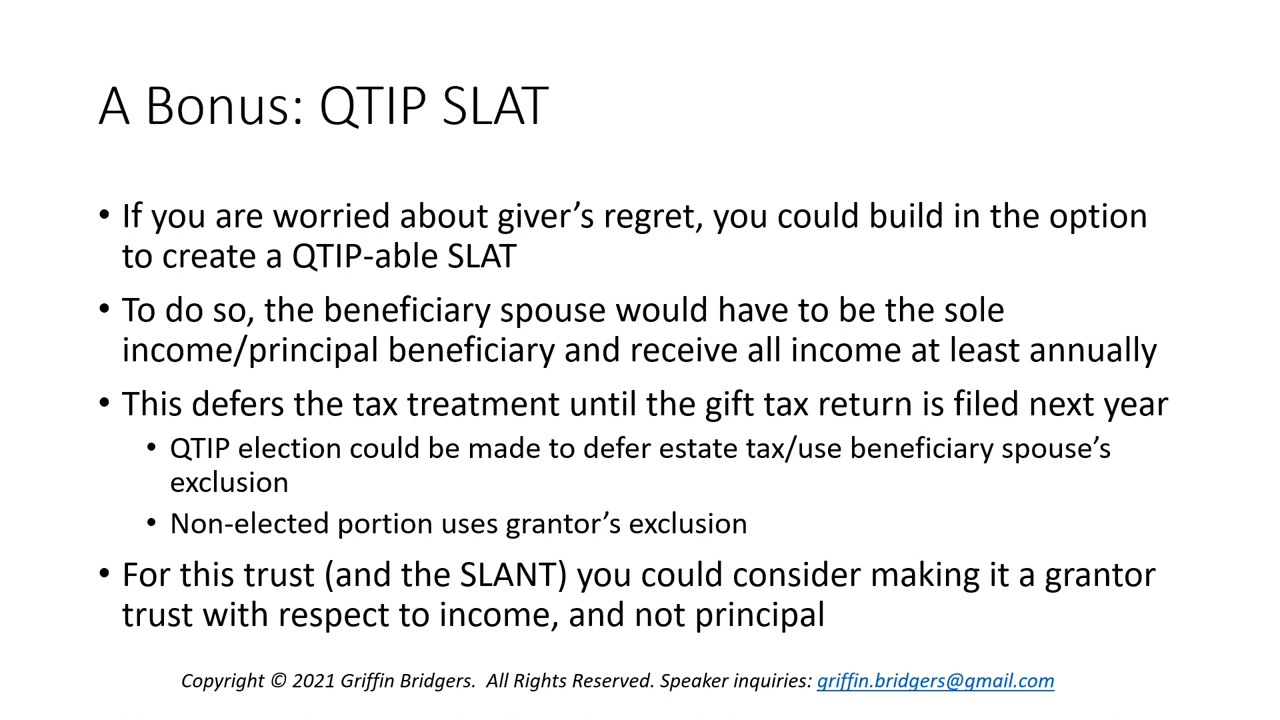 A Bonus: QTIP SLAT
• If you are worried about giver’s regret, you could build in the option
to create a QTIP-able SLAT
• To do so, the beneficiary spouse would have to be the sole
income/principal beneficiary and receive all income at least annually
• This defers the tax treatment until the gift tax return is filed next year
• QTIP election could be made to defer estate tax/use beneficiary spouse’s
exclusion
• Non-elected portion uses grantor’s exclusion
• For this trust (and the SLANT) you could consider making it a grantor
trust with respect to income, and not principal
Copyright © 2021 Griffin Bridgers.  All Rights Reserved. Speaker inquiries: griffin.bridgers@gmail.com